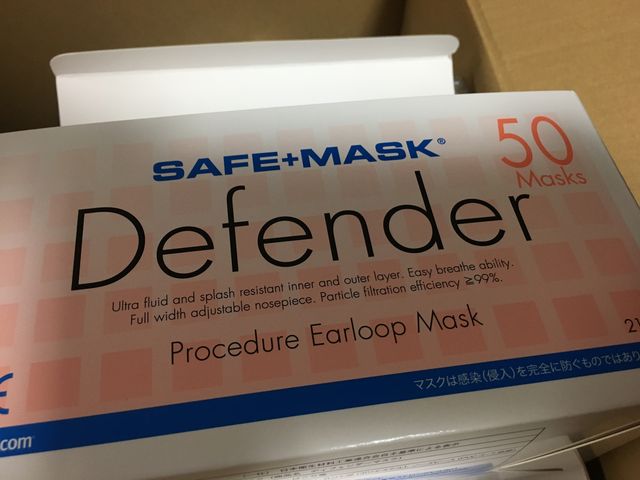 SAFE+MASK®
50
Masks
Defender
Ultra fluid and splash resistant inner and outer layer. Easy breathe ability.
Full width adjustable nosepiece. Particle filtration efficiency ≧99%.
Procedure Earloop Mask
21
マスクは感染(侵入)を完全に防ぐものではあり
.com